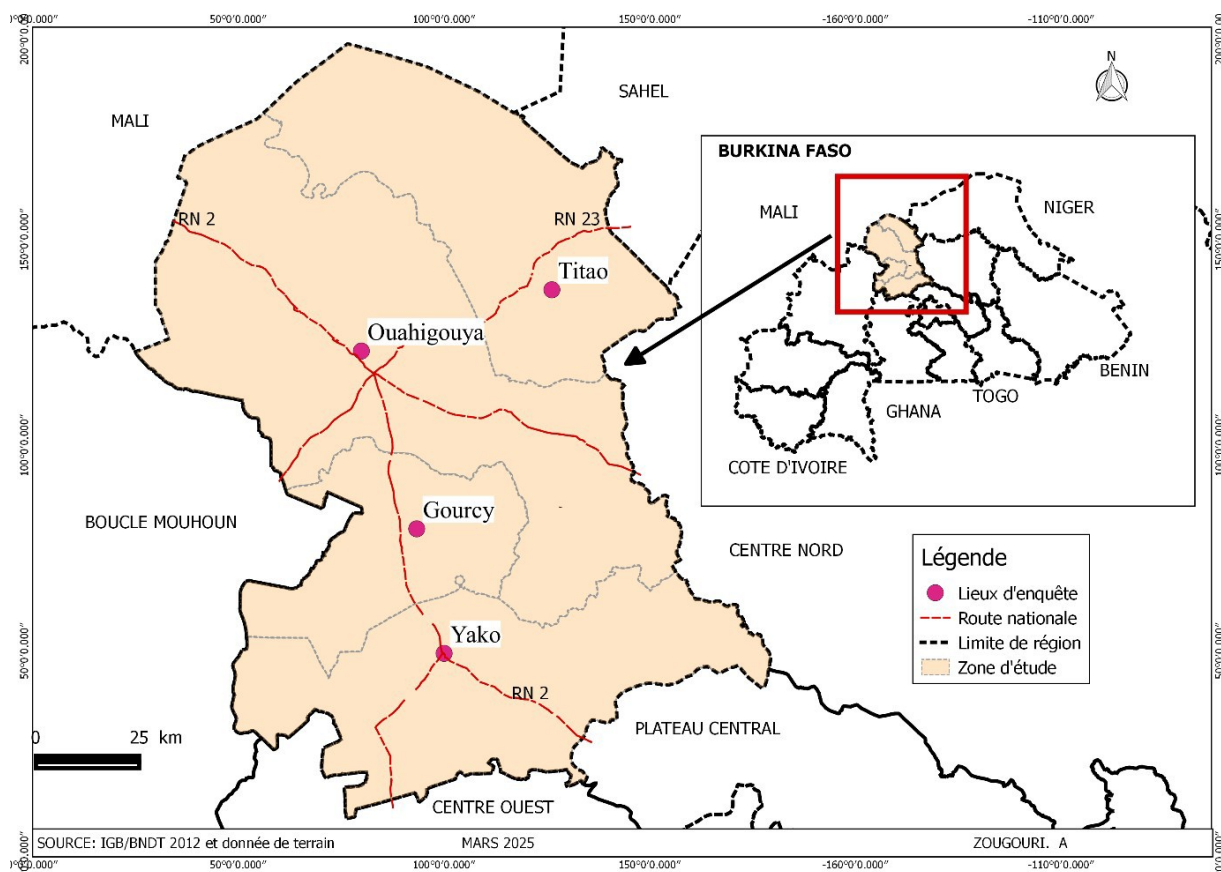 50°0'0.000" 100°0'0.000" 150°0'0.000" -160°0'0.000" -110°0'0.000"
N
SAHEL
MALI
BURKINA FASO
MALI
NIGER
BENIN
TOGO
GHANA
COTE D'IVOIRE
RN 2
RN 23
Titao
Ouahigouya
Gourcy
BOUCLE MOUHOUN
CENTRE NORD
Yako
RN 2
PLATEAU CENTRAL
CENTRE OUEST
Légende
Lieux d'enquête
Route nationale
Limite de région
Zone d'étude
0 25 km
200°0'0.000"
150°0'0.000"
100°0'0.000"
50°0'0.000"
150°0'0.000"
100°0'0.000"
50°0'0.000"
SOURCE: IGB/BNDT 2012 et donnée de terrain MARS 2025 ZOUGOURI. A
50°0'0.000" 100°0'0.000" 150°0'0.000" -160°0'0.000" -110°0'0.000"